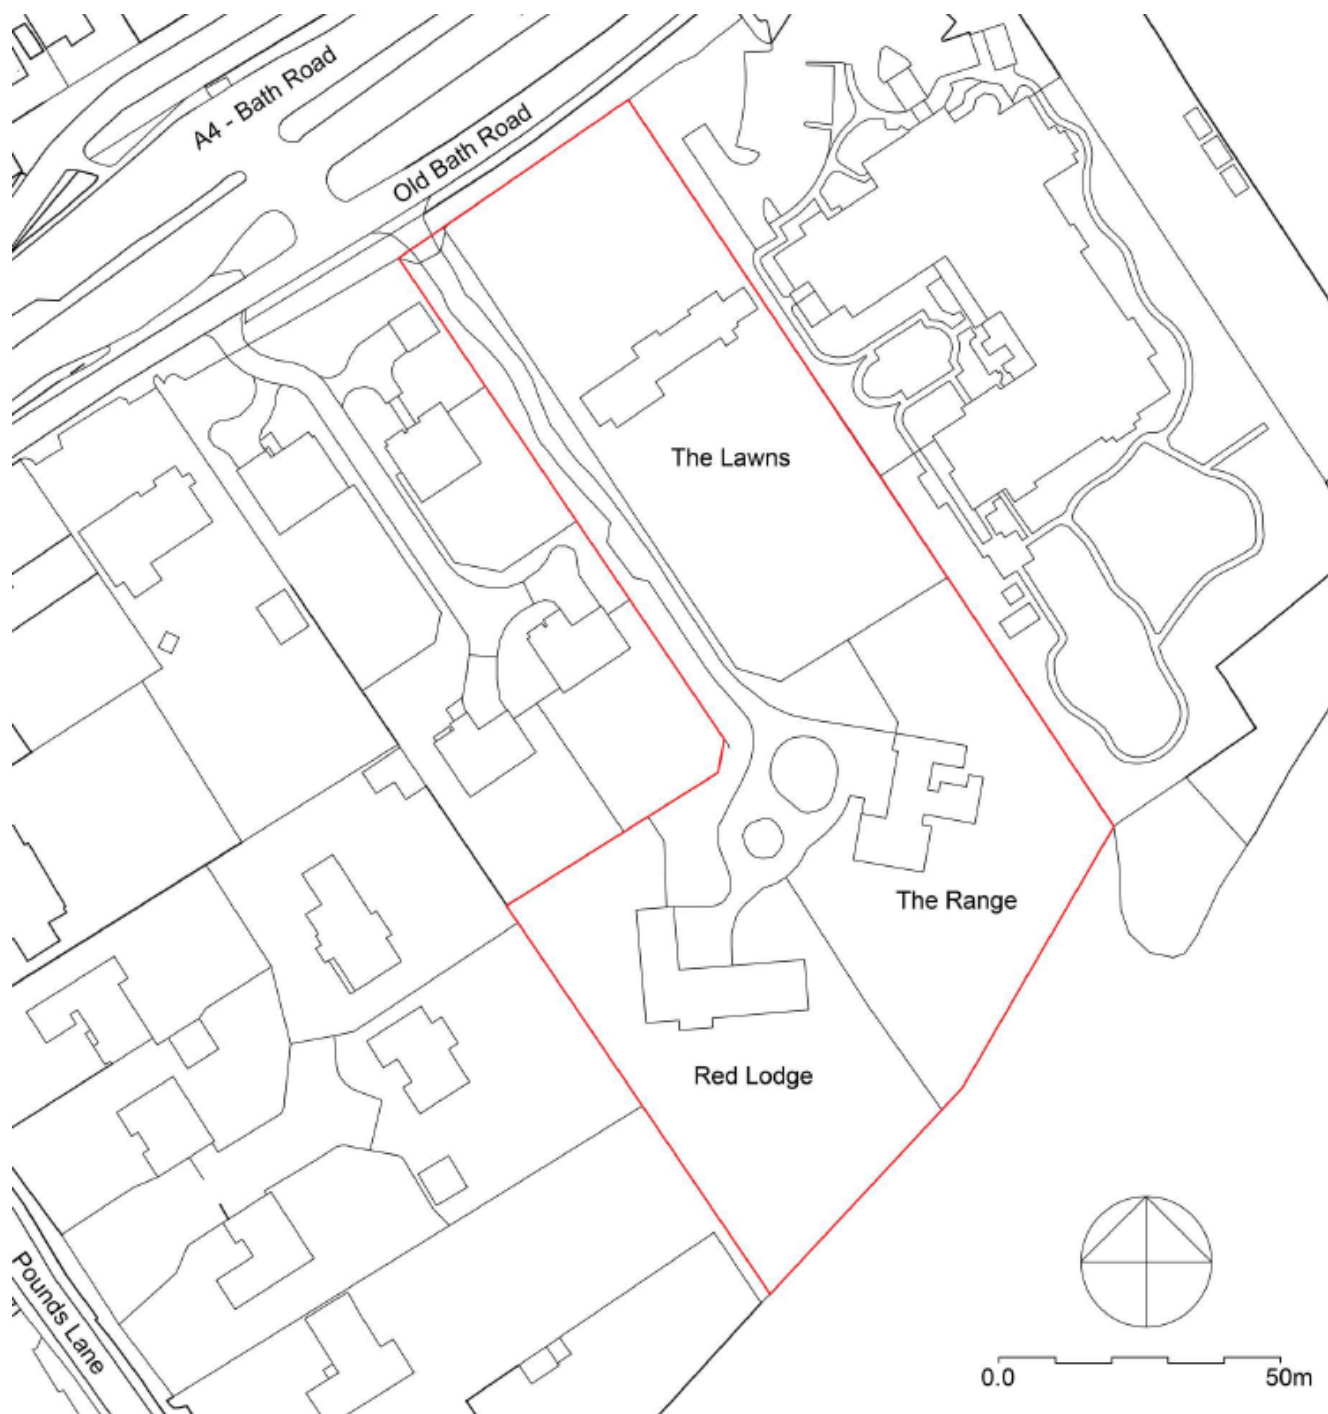 A4 - Bath Road
Old Bath Road
The Lawns
The Range
Red Lodge
Pounds Lane
0.0
50m